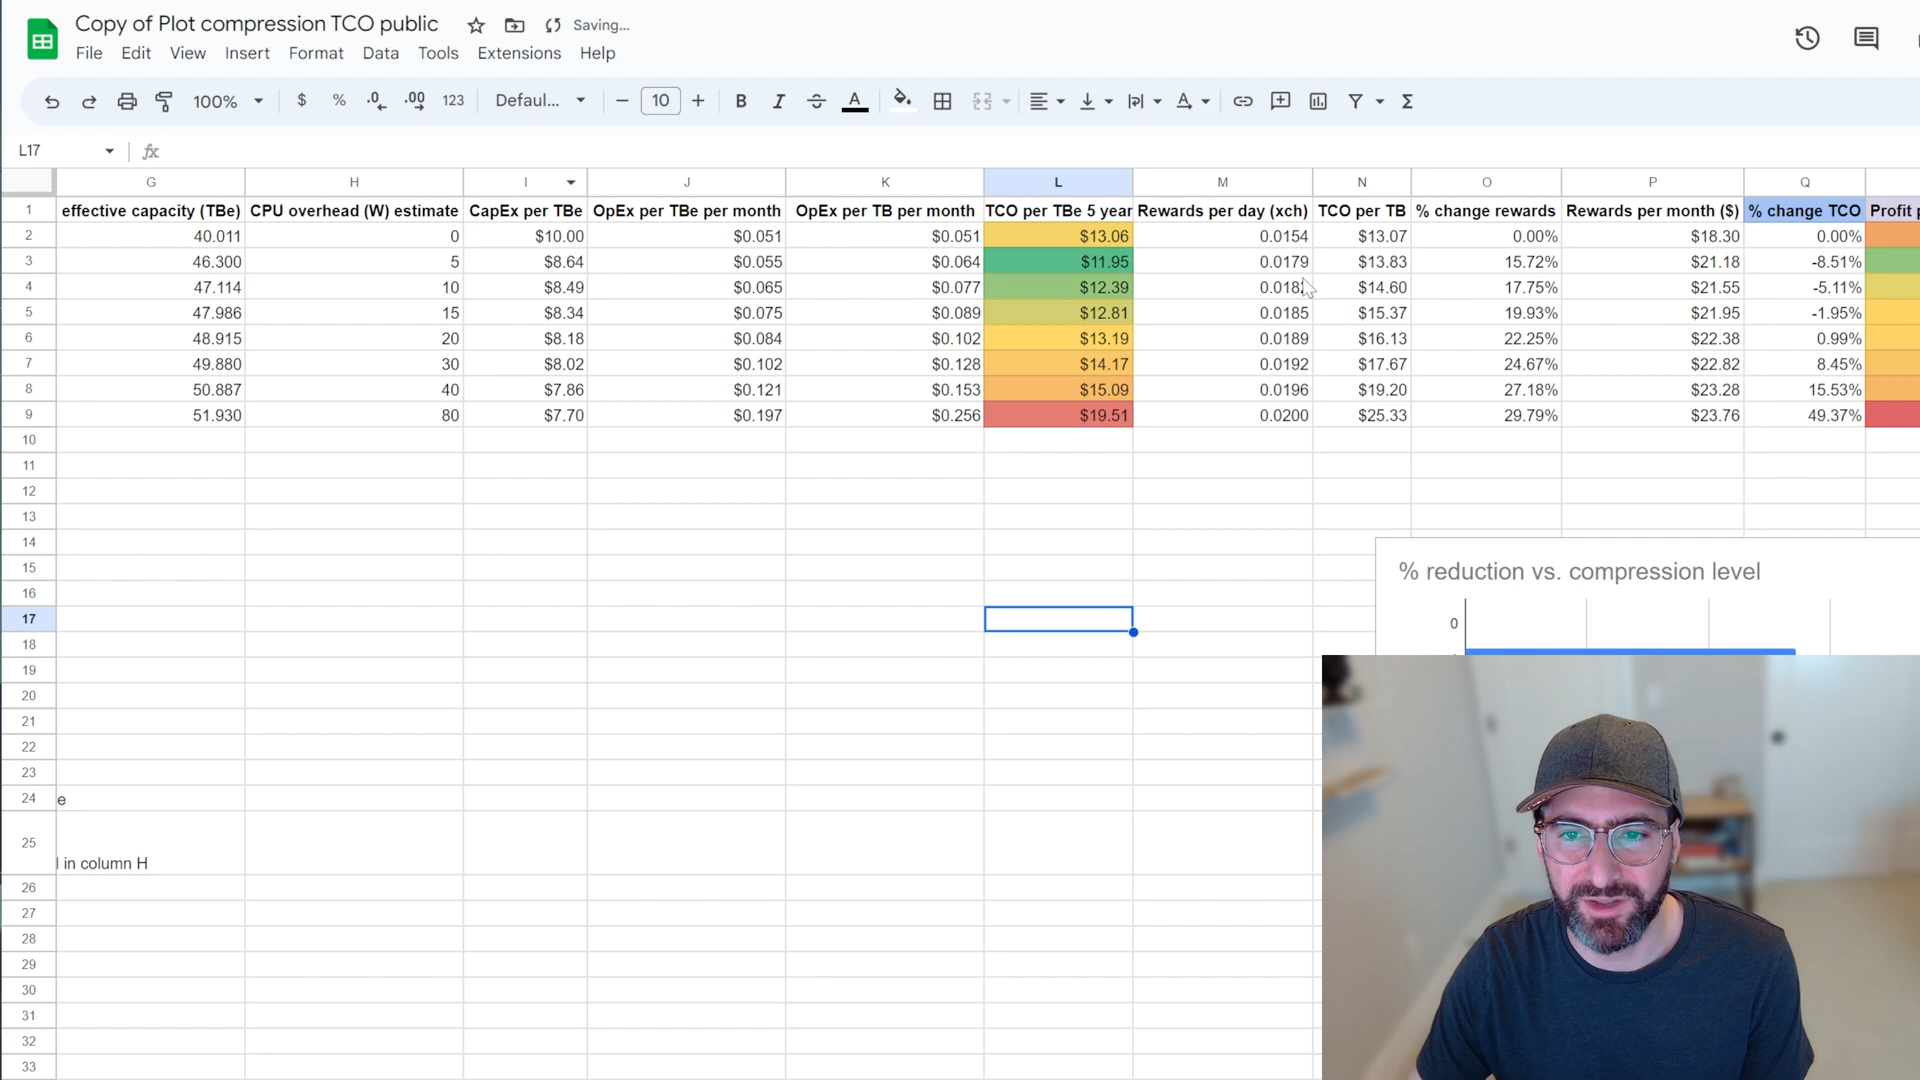 Copy of Plot compression TCO public Saving...
File Edit View Insert Format Data Tools Extensions Help
100% $ % .0 .00 123 Defaul... − 10 + B I A
L17 fx
G H I J K L M N O P Q
1 effective capacity (TBe) CPU overhead (W) estimate CapEx per TBe OpEx per TBe per month OpEx per TB per month TCO per TBe 5 year Rewards per day (xch) TCO per TB % change rewards Rewards per month ($) % change TCO Profit
2 40.011 0 $10.00 $0.051 $0.051 $13.06 0.0154 $13.07 0.00% $18.30 0.00%
3 46.300 5 $8.64 $0.055 $0.064 $11.95 0.0179 $13.83 15.72% $21.18 -8.51%
4 47.114 10 $8.49 $0.065 $0.077 $12.39 0.018 $14.60 17.75% $21.55 -5.11%
5 47.986 15 $8.34 $0.075 $0.089 $12.81 0.0185 $15.37 19.93% $21.95 -1.95%
6 48.915 20 $8.18 $0.084 $0.102 $13.19 0.0189 $16.13 22.25% $22.38 0.99%
7 49.880 30 $8.02 $0.102 $0.128 $14.17 0.0192 $17.67 24.67% $22.82 8.45%
8 50.887 40 $7.86 $0.121 $0.153 $15.09 0.0196 $19.20 27.18% $23.28 15.53%
9 51.930 80 $7.70 $0.197 $0.256 $19.51 0.0200 $25.33 29.79% $23.76 49.37%
10
11
12
13
14
15 % reduction vs. compression level
16
17 0
18
19
20
21
22
23
24 e
25 l in column H
26
27
28
29
30
31
32
33